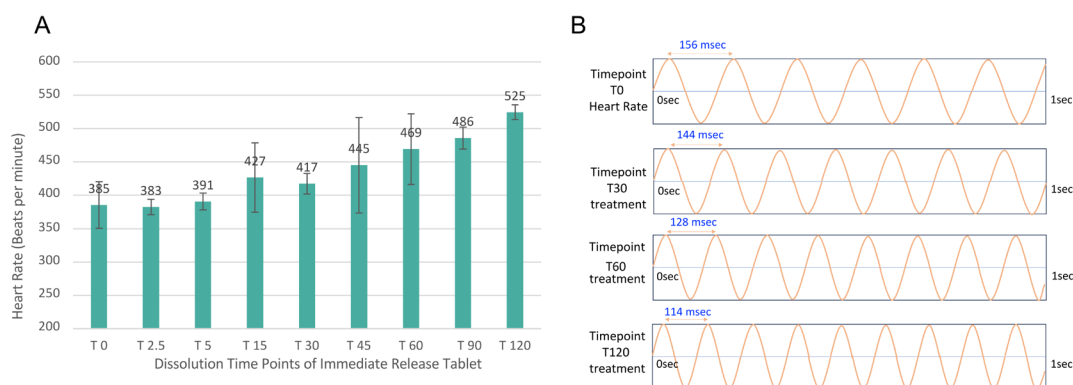 A
600
550
500
450
400
350
300
250
200
Heart Rate (Beats per minute)
385
383
391
427
417
445
469
486
525
T 0
T 2.5
T 5
T 15
T 30
T 45
T 60
T 90
T 120
Dissolution Time Points of Immediate Release Tablet
B
156 msec
Timepoint
T0
Heart Rate
0sec
1sec
144 msec
Timepoint
T30
treatment
0sec
1sec
128 msec
Timepoint
T60
treatment
0sec
1sec
114 msec
Timepoint
T120
treatment
0sec
1sec